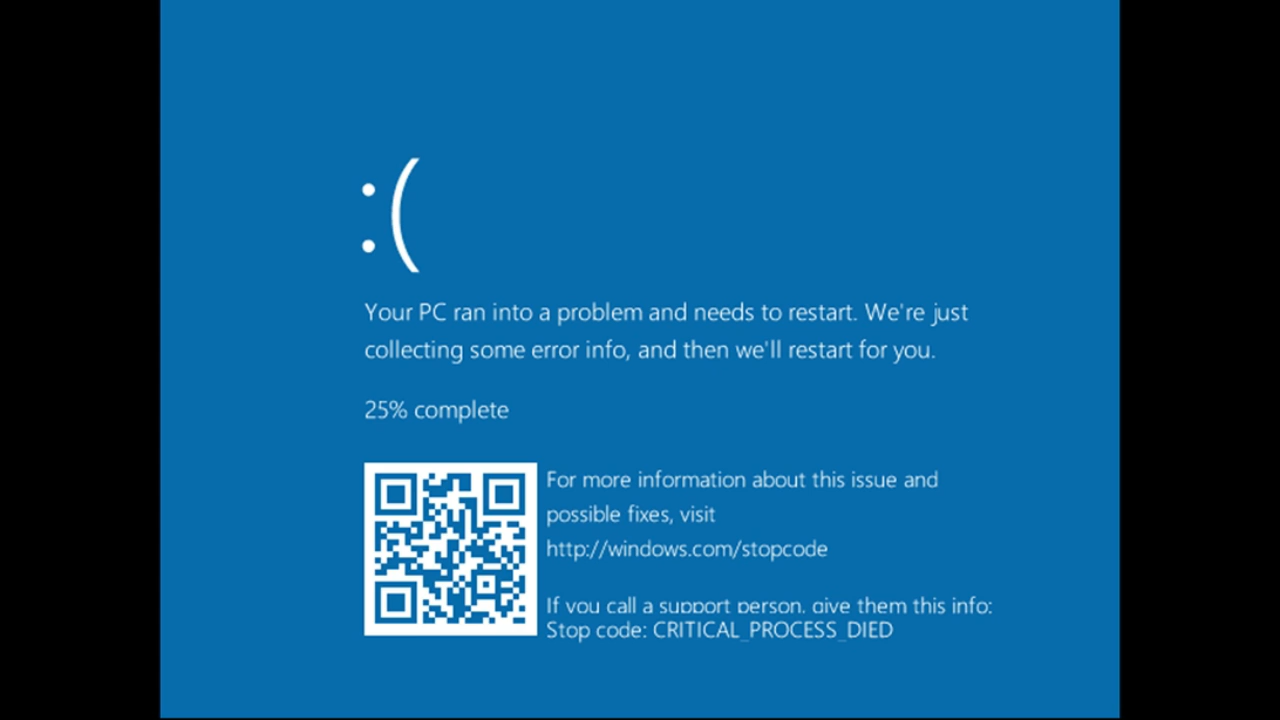 :(
Your PC ran into a problem and needs to restart. We're just
collecting some error info, and then we'll restart for you.
25% complete
For more information about this issue and
possible fixes, visit
http://windows.com/stopcode
If you call a support person, give them this info:
Stop code: CRITICAL_PROCESS_DIED